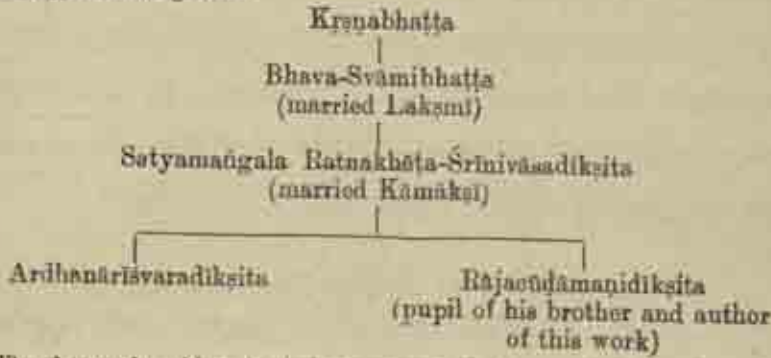 Kṛṣṇabhaṭṭa
Bhava-Svāmibhaṭṭa
(married Lakṣmī)
Satyamaṅgala Ratnakhēṭa-Śrīnivāsadīkṣita
(married Kāmākṣī)
Ardhanārīśvaradīkṣita
Rājacūḍāmaṇidīkṣita
(pupil of his brother and author
of this work)